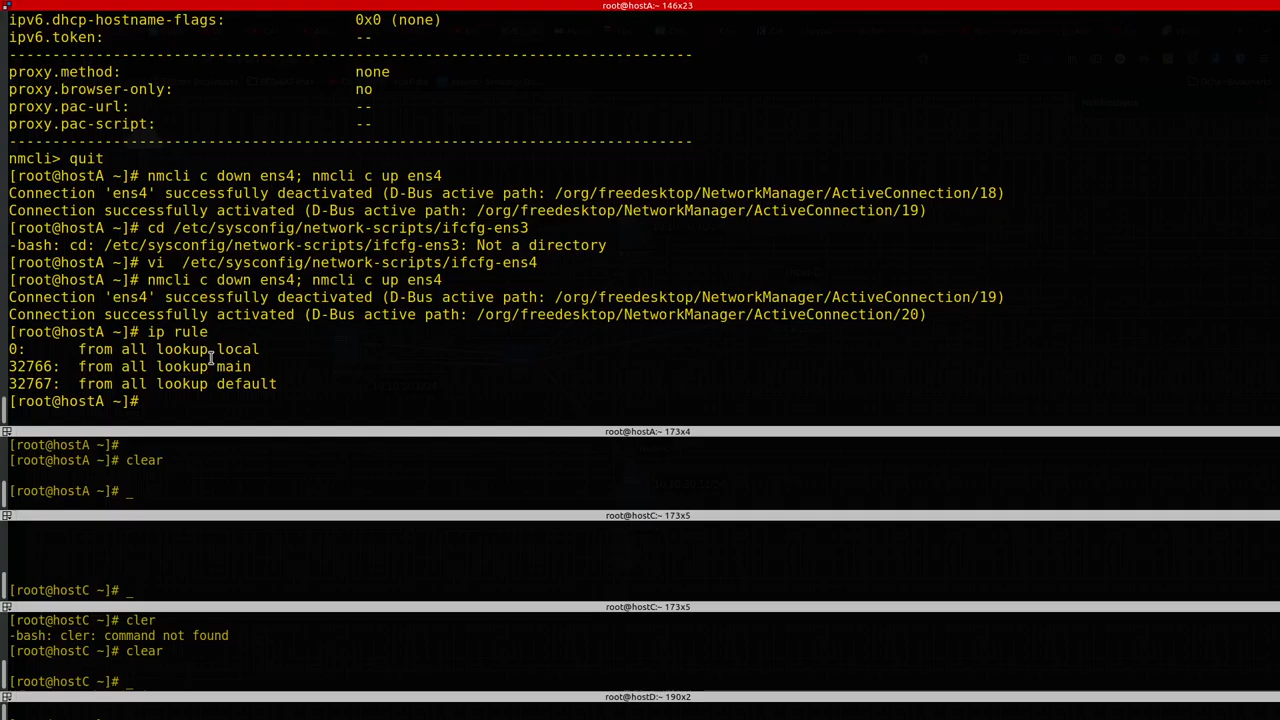 root@hostA:~ 146x23
ipv6.dhcp-hostname-flags: 0x0 (none)
ipv6.token: --
-------------------------------------------------------------------------------
proxy.method: none
proxy.browser-only: no
proxy.pac-url: --
proxy.pac-script: --
-------------------------------------------------------------------------------
nmcli> quit
[root@hostA ~]# nmcli c down ens4; nmcli c up ens4
Connection 'ens4' successfully deactivated (D-Bus active path: /org/freedesktop/NetworkManager/ActiveConnection/18)
Connection successfully activated (D-Bus active path: /org/freedesktop/NetworkManager/ActiveConnection/19)
[root@hostA ~]# cd /etc/sysconfig/network-scripts/ifcfg-ens3
-bash: cd: /etc/sysconfig/network-scripts/ifcfg-ens3: Not a directory
[root@hostA ~]# vi  /etc/sysconfig/network-scripts/ifcfg-ens4
[root@hostA ~]# nmcli c down ens4; nmcli c up ens4
Connection 'ens4' successfully deactivated (D-Bus active path: /org/freedesktop/NetworkManager/ActiveConnection/19)
Connection successfully activated (D-Bus active path: /org/freedesktop/NetworkManager/ActiveConnection/20)
[root@hostA ~]# ip rule
0: from all lookup local
32766: from all lookup main
32767: from all lookup default
[root@hostA ~]#
root@hostA:~ 173x4
[root@hostA ~]#
[root@hostA ~]# clear
[root@hostA ~]# _
root@hostC:~ 173x5
[root@hostC ~]# _
root@hostC:~ 173x5
[root@hostC ~]# cler
-bash: cler: command not found
[root@hostC ~]# clear
[root@hostC ~]# _
root@hostD:~ 190x2